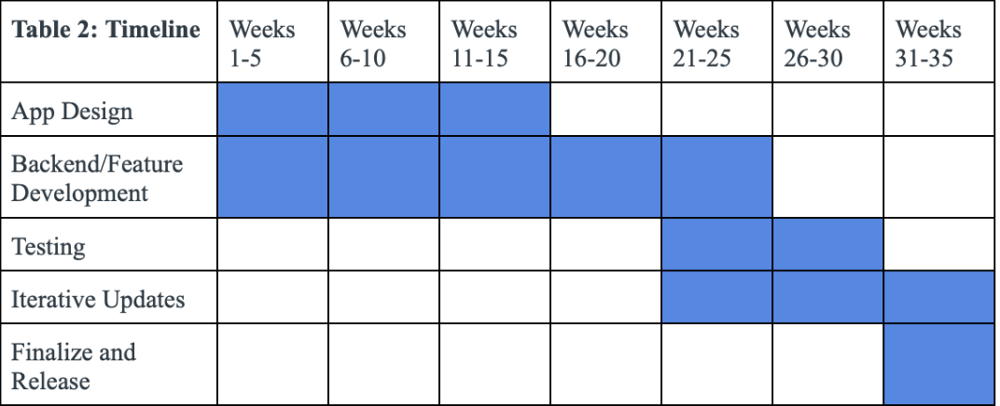 Table 2: Timeline
Weeks
1-5
Weeks
6-10
Weeks
11-15
Weeks
16-20
Weeks
21-25
Weeks
26-30
Weeks
31-35
App Design
Backend/Feature
Development
Testing
Iterative Updates
Finalize and
Release